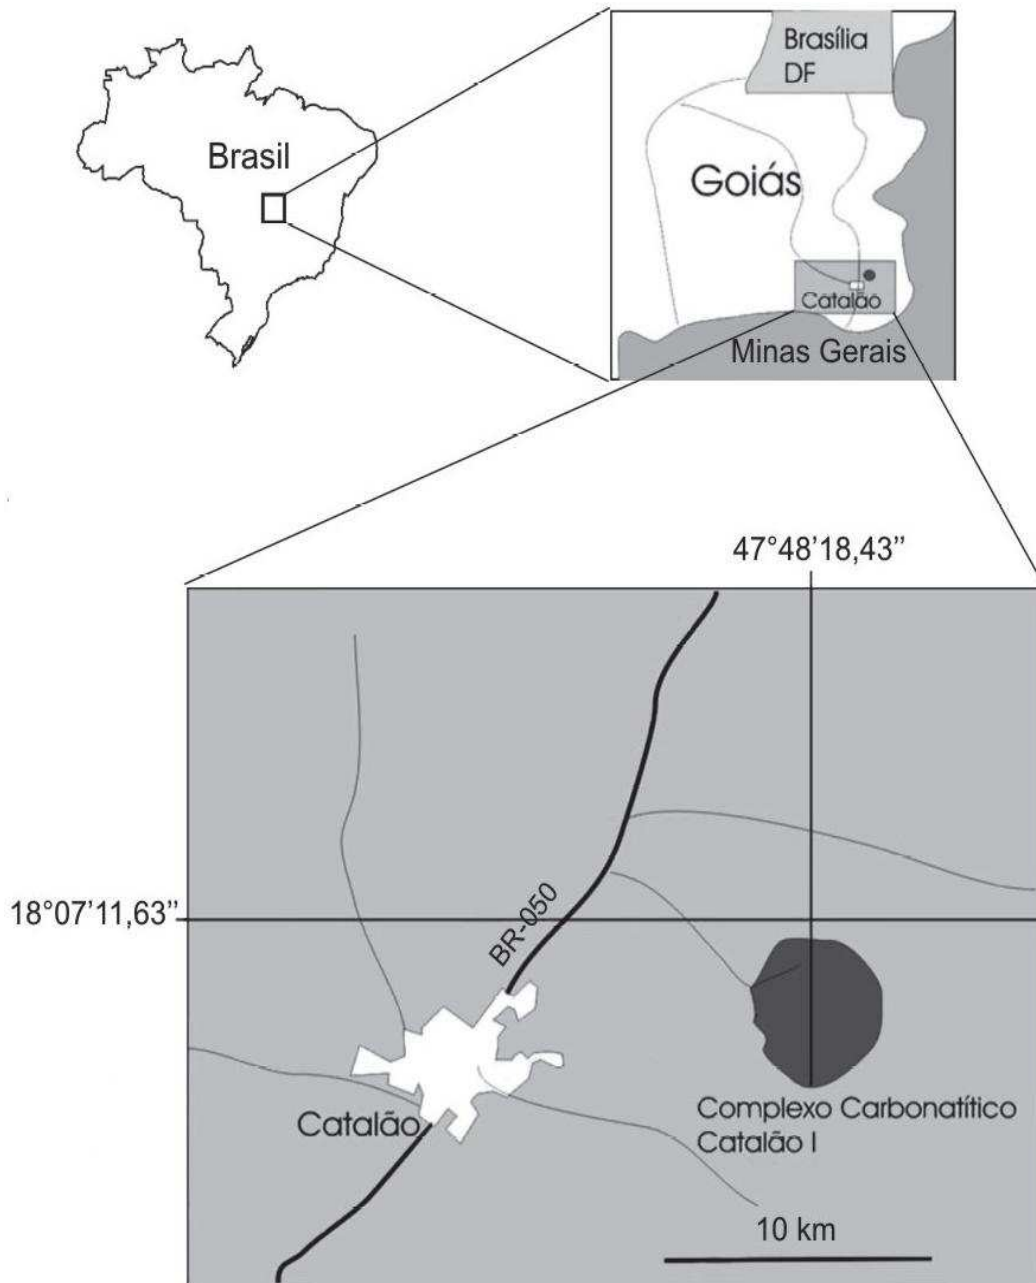 Brasil
Brasília
DF
Goiás
Catalão
Minas Gerais
47°48’18,43’’
18°07’11,63’’
BR-050
Catalão
Complexo Carbonatítico
Catalão I
10 km